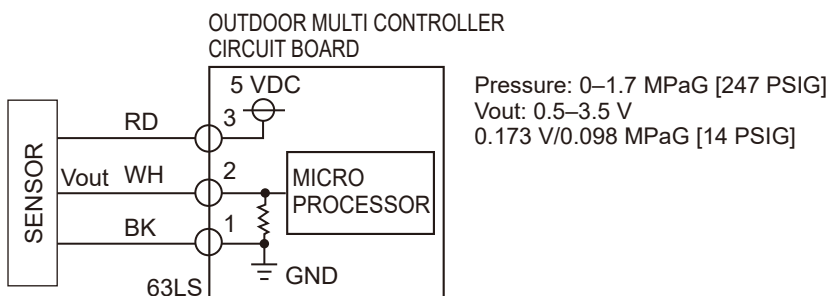 OUTDOOR MULTI CONTROLLER
CIRCUIT BOARD
5 VDC
Pressure: 0–1.7 MPaG [247 PSIG]
Vout: 0.5–3.5 V
0.173 V/0.098 MPaG [14 PSIG]
SENSOR
RD
3
Vout
WH
2
MICRO
PROCESSOR
BK
1
GND
63LS